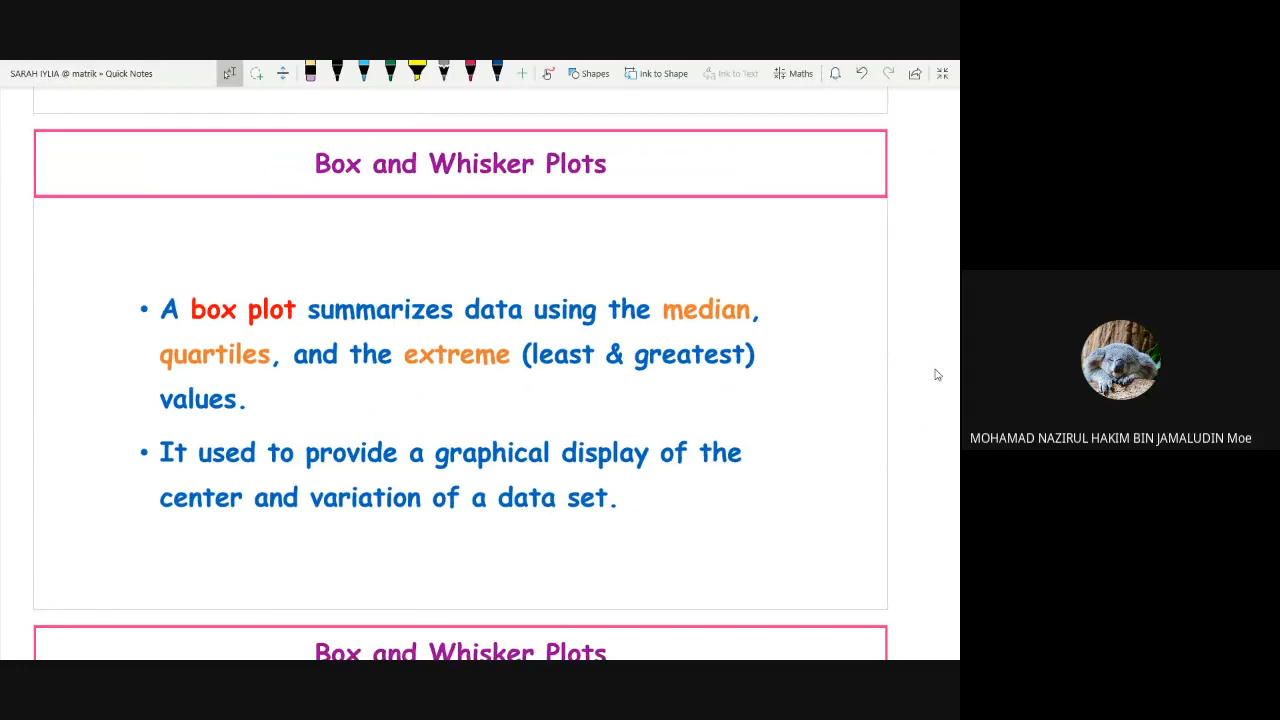 SARAH IYLIA @ matrik » Quick Notes
Shapes
Ink to Shape
Ink to Text
Maths
Box and Whisker Plots
• A box plot summarizes data using the median,
quartiles, and the extreme (least & greatest)
values.
• It used to provide a graphical display of the
center and variation of a data set.
MOHAMAD NAZIRUL HAKIM BIN JAMALUDIN Moe
Box and Whisker Plots